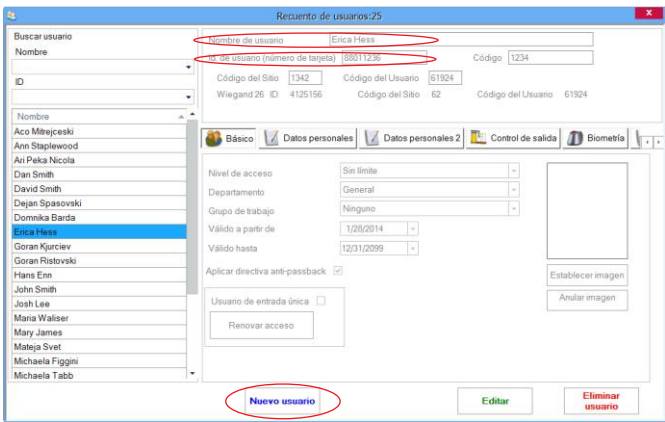 Recuento de usuarios:25
x
Buscar usuario
Nombre
ID
Nombre
Aco Mitrejceski
Ann Staplewood
Ari Peka Nicola
Dan Smith
David Smith
Dejan Spasovski
Domnika Barda
Erica Hess
Goran Kjurciev
Goran Ristovski
Hans Enn
John Smith
Josh Lee
Maria Waliser
Mary James
Mateja Svet
Michaela Figgini
Michaela Tabb
Nombre de usuario Erica Hess
Id. de usuario (número de tarjeta) 88011236 Código 1234
Código del Sitio 1342 Código del Usuario 61924
Wiegand 26 ID 4125156 Código del Sitio 62 Código del Usuario 61924
Básico Datos personales Datos personales 2 Control de salida Biometría
Nivel de acceso Sin límite
Departamento General
Grupo de trabajo Ninguno
Válido a partir de 1/28/2014
Válido hasta 12/31/2099
Aplicar directiva anti-passback
Usuario de entrada única
Renovar acceso
Establecer imagen
Anular imagen
Nuevo usuario Editar Eliminar usuario